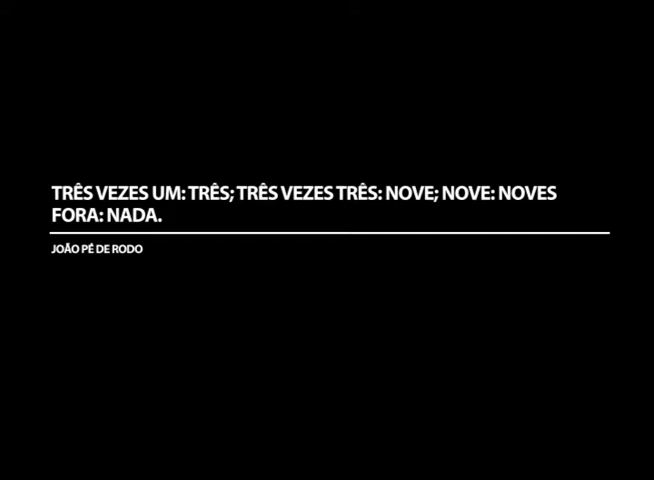 TRÊS VEZES UM: TRÊS; TRÊS VEZES TRÊS: NOVE; NOVE: NOVES
FORA: NADA.
JOÃO PÉ DE RODO